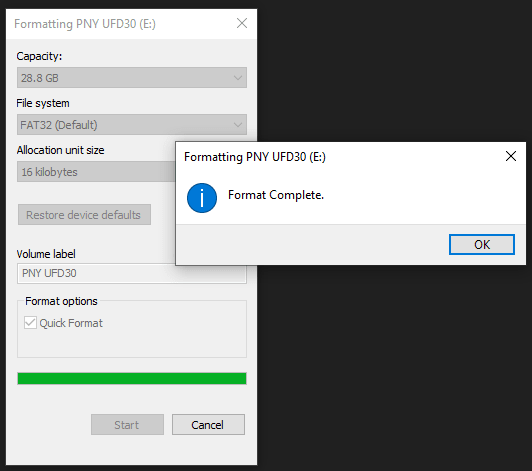 Formatting PNY UFD30 (E:)
Capacity:
28.8 GB
File system
FAT32 (Default)
Allocation unit size
16 kilobytes
Restore device defaults
Volume label
PNY UFD30
Format options
Quick Format
Start
Cancel
Formatting PNY UFD30 (E:)
Format Complete.
OK